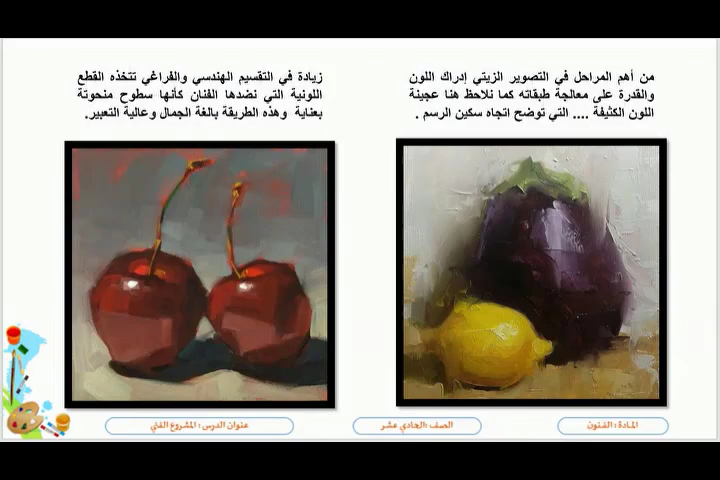 من أهم المراحل في التصوير الزيتي إدراك اللون
والقدرة على معالجة طبقاته كما نلاحظ هنا عجينة
اللون الكثيفة .... التي توضح اتجاه سكين الرسم .
زيادة في التقسيم الهندسي والفراغي تتخذه القطع
اللونية التي نضدها الفنان كأنها سطوح منحوتة
بعناية وهذه الطريقة بالغة الجمال وعالية التعبير.
المادة : الفنون
الصف :الحادي عشر
عنوان الدرس : المشروع الفني